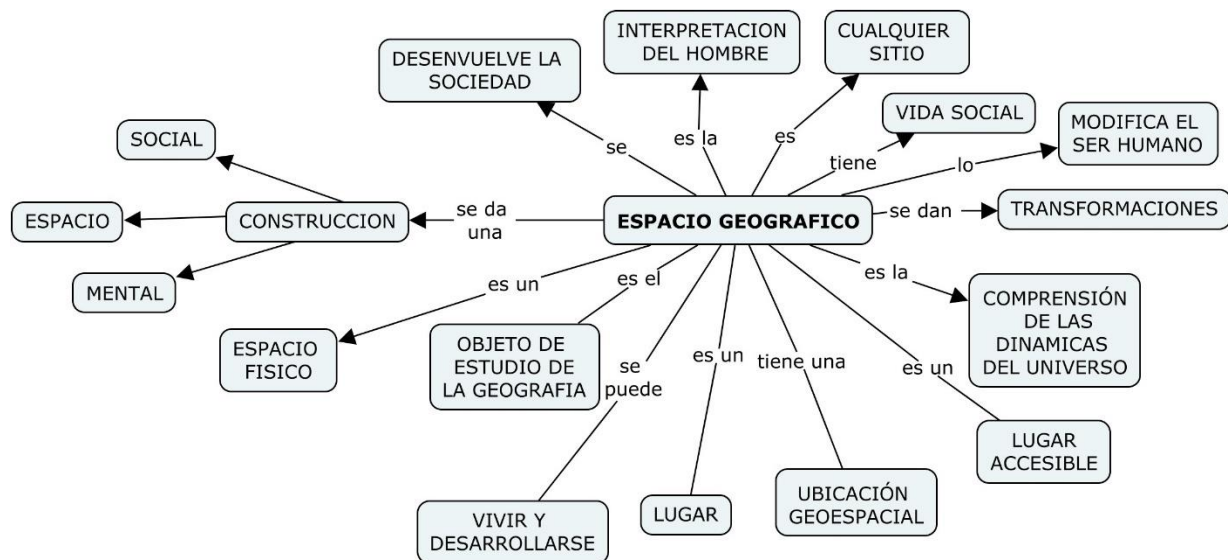 INTERPRETACION
DEL HOMBRE
CUALQUIER
SITIO
DESENVUELVE LA
SOCIEDAD
VIDA SOCIAL
MODIFICA EL
SER HUMANO
SOCIAL
se
es la
es
tiene
lo
ESPACIO
CONSTRUCCION
se da
una
ESPACIO GEOGRAFICO
se dan
TRANSFORMACIONES
MENTAL
es un
es el
es la
ESPACIO
FISICO
OBJETO DE
ESTUDIO DE
LA GEOGRAFIA
COMPRENSIÓN
DE LAS
DINAMICAS
DEL UNIVERSO
se
puede
es un
tiene una
es un
LUGAR
ACCESIBLE
VIVIR Y
DESARROLLARSE
LUGAR
UBICACIÓN
GEOESPACIAL